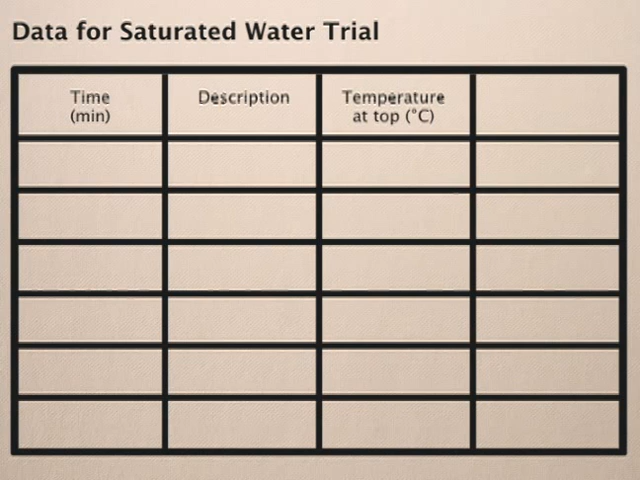 Data for Saturated Water Trial
Time
(min)
Description
Temperature
at top (°C)